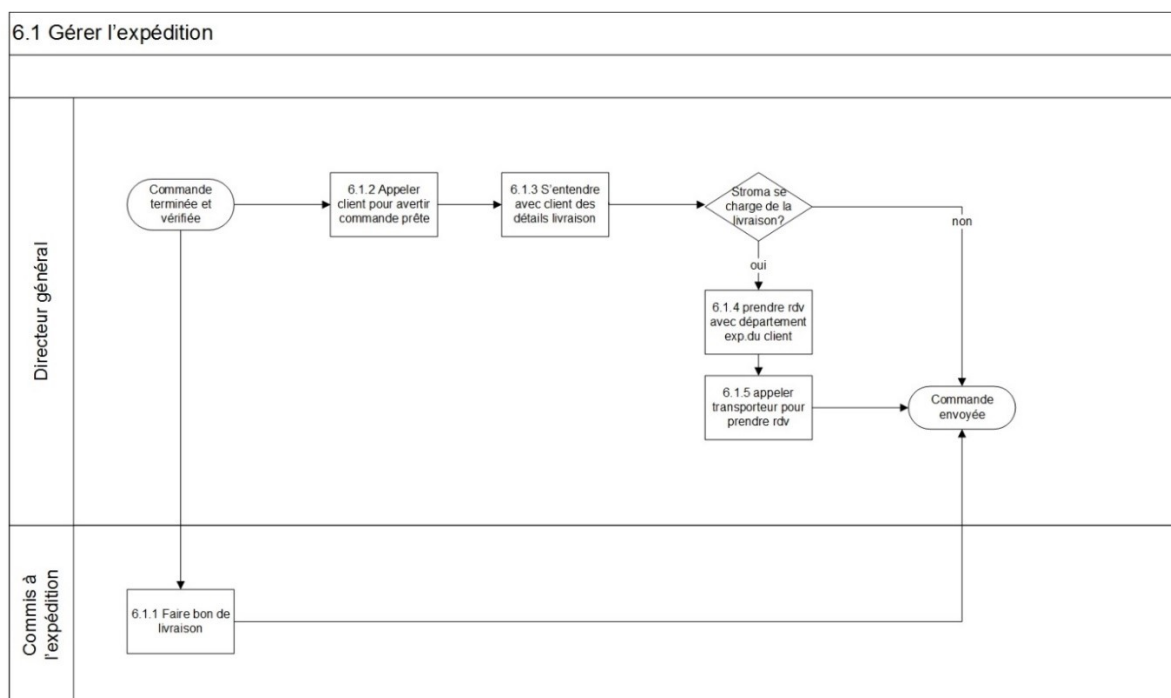 6.1 Gérer l'expédition
Directeur général
Commande
terminée et
vérifiée
6.1.2 Appeler
client pour avertir
commande prête
6.1.3 S'entendre
avec client des
détails livraison
Stroma se
charge de la
livraison?
non
oui
6.1.4 prendre rdv
avec département
exp.du client
6.1.5 appeler
transporteur pour
prendre rdv
Commande
envoyée
Commis à
l'expédition
6.1.1 Faire bon de
livraison